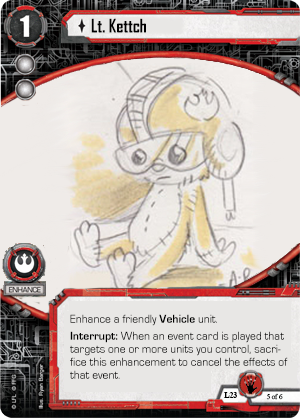 1
Lt. Kettch
ENHANCE
Enhance a friendly Vehicle unit.
Interrupt: When an event card is played that
targets one or more units you control, sacri-
fice this enhancement to cancel the effects of
that event.
L23
5 of 6